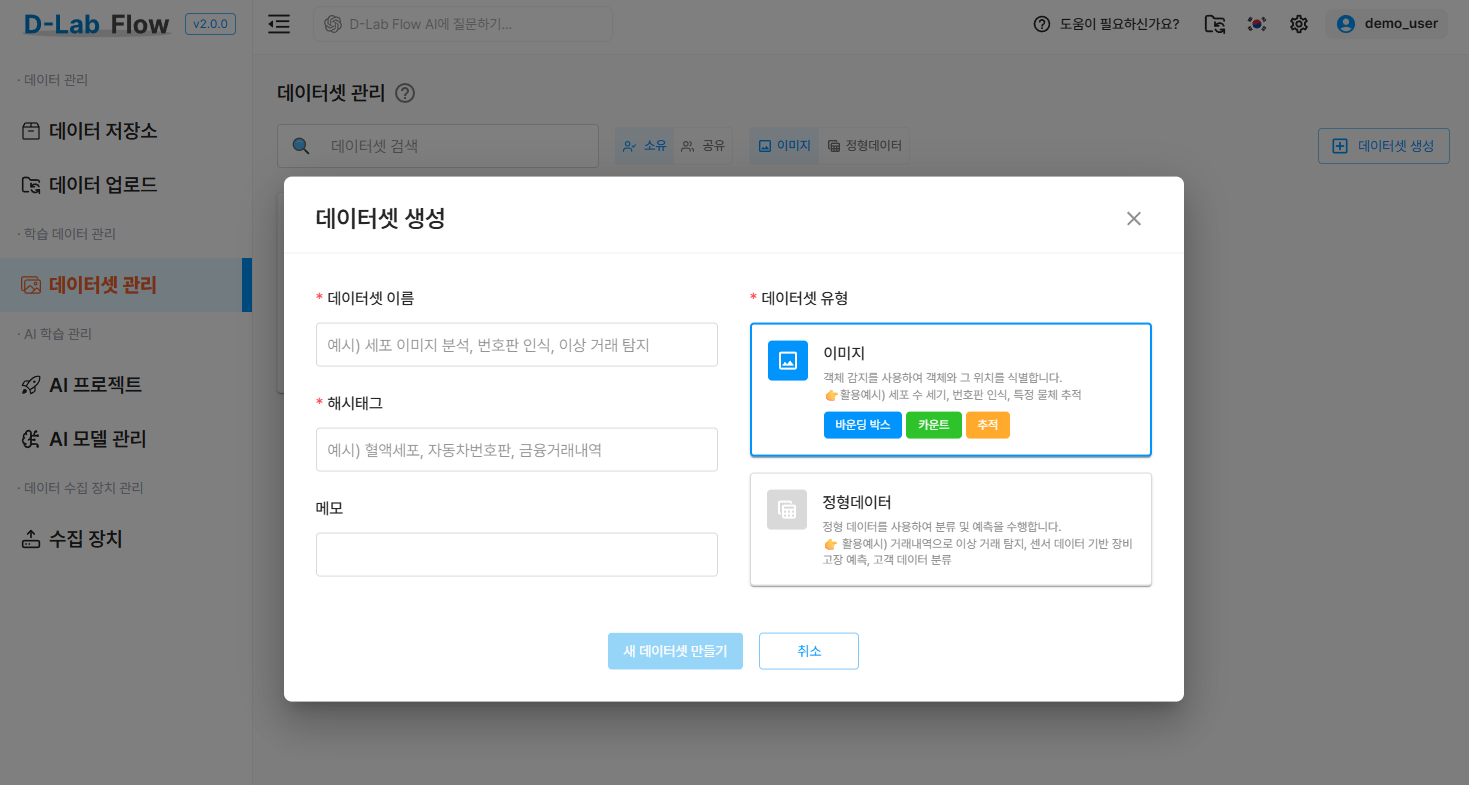 D-Lab Flow v2.0.0
D-Lab Flow AI에 질문하기...
도움이 필요하신가요?
demo_user
· 데이터 관리
데이터 저장소
데이터 업로드
· 학습 데이터 관리
데이터셋 관리
· AI 학습 관리
AI 프로젝트
AI 모델 관리
· 데이터 수집 장치 관리
수집 장치
데이터셋 관리
데이터셋 검색
소유
공유
이미지
정형데이터
데이터셋 생성
데이터셋 생성
* 데이터셋 이름
예시) 세포 이미지 분석, 번호판 인식, 이상 거래 탐지
* 해시태그
예시) 혈액세포, 자동차번호판, 금융거래내역
메모
* 데이터셋 유형
이미지
객체 감지를 사용하여 객체와 그 위치를 식별합니다.
👉활용예시) 세포 수 세기, 번호판 인식, 특정 물체 추적
바운딩 박스
카운트
추적
정형데이터
정형 데이터를 사용하여 분류 및 예측을 수행합니다.
👉 활용예시) 거래내역으로 이상 거래 탐지, 센서 데이터 기반 장비
고장 예측, 고객 데이터 분류
새 데이터셋 만들기
취소